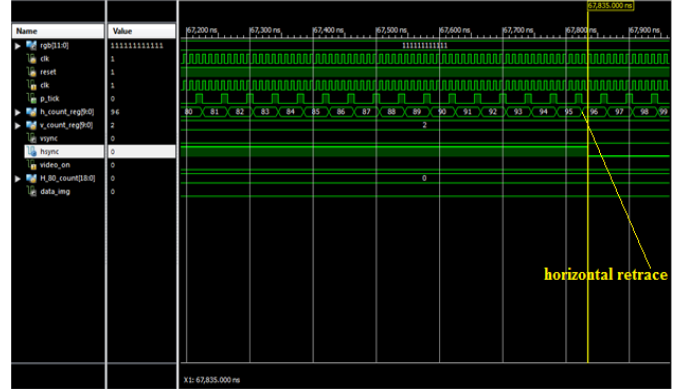 67,835.000 ns
Name Value
67,200 ns 67,300 ns 67,400 ns 67,500 ns 67,600 ns 67,700 ns 67,800 ns 67,900 ns
rgb[11:0] 111111111111 111111111111
clk 1
reset 1
clk 1
p_tick 0
h_count_reg[9:0] 96 80 81 82 83 84 85 86 87 88 89 90 91 92 93 94 95 96 97 98 99
v_count_reg[9:0] 2 2
vsync 0
hsync 0
video_on 0
H_80_count[18:0] 0 0
data_img 0
horizontal retrace
X1: 67,835.000 ns